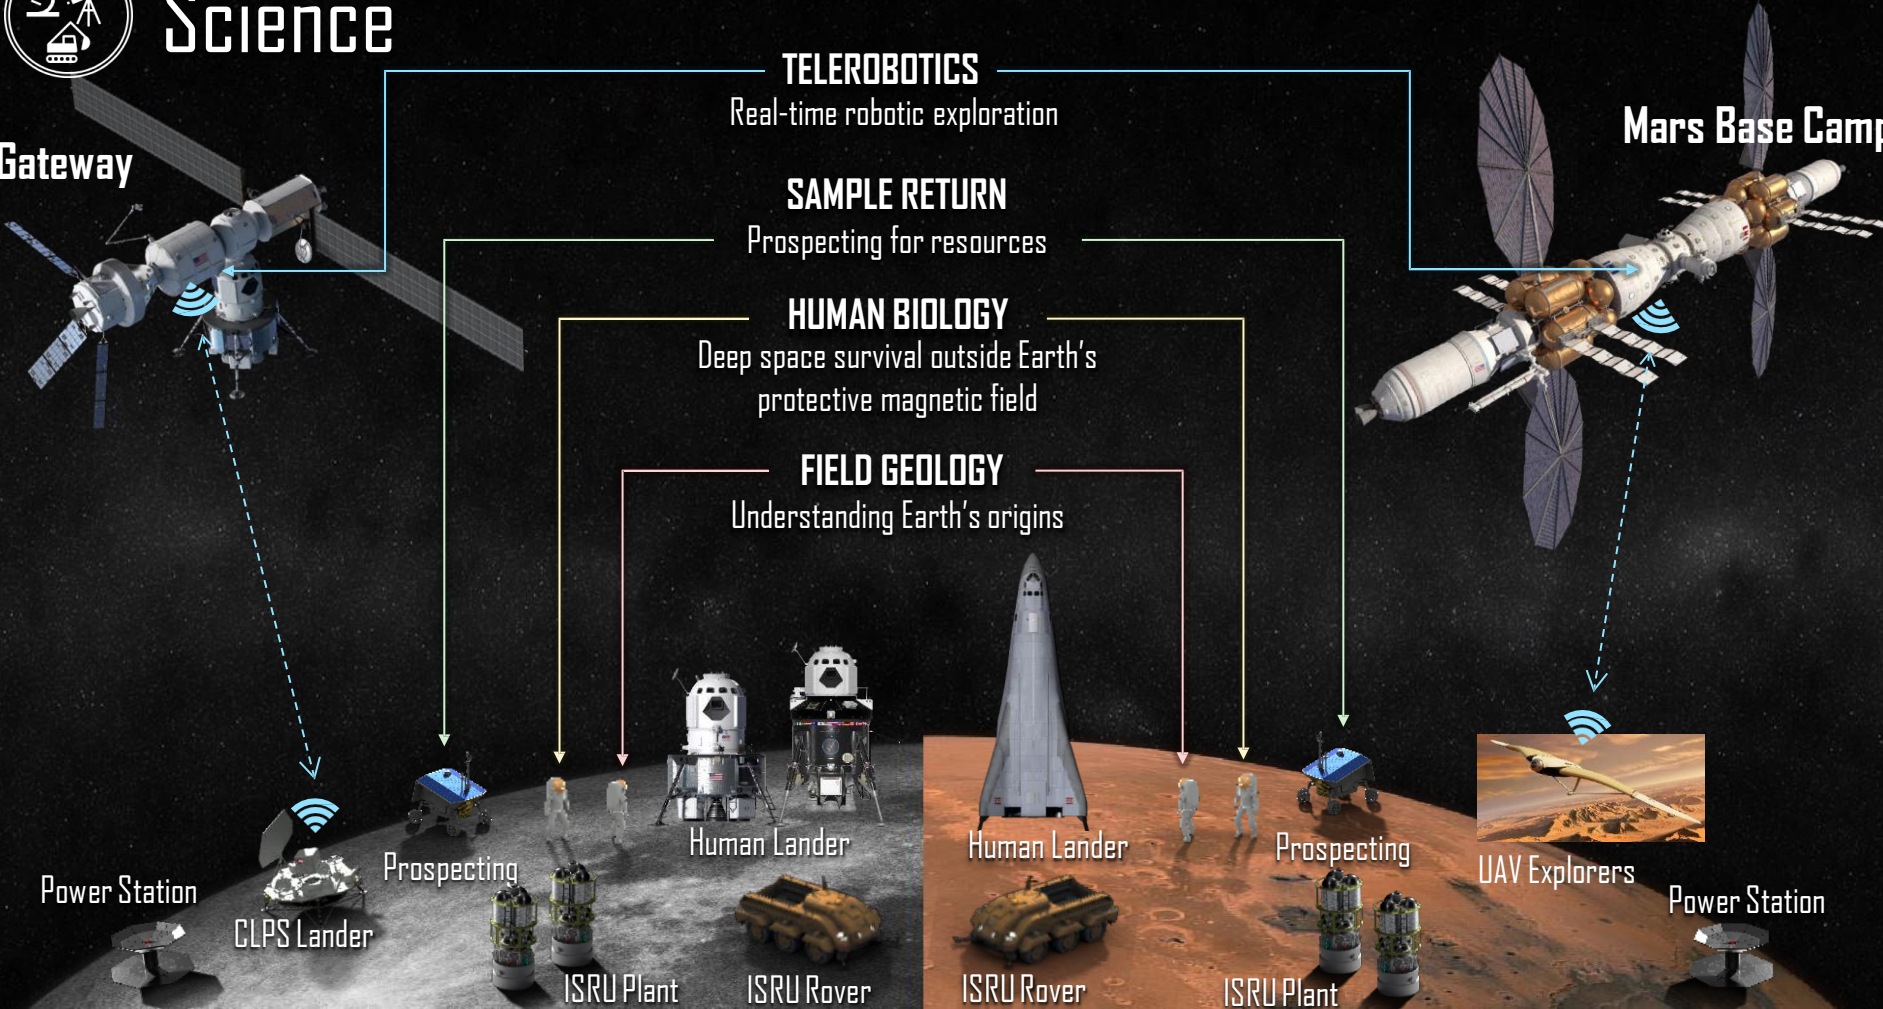 Science
TELEROBOTICS
Real-time robotic exploration
Gateway
Mars Base Camp
SAMPLE RETURN
Prospecting for resources
HUMAN BIOLOGY
Deep space survival outside Earth's
protective magnetic field
FIELD GEOLOGY
Understanding Earth's origins
Human Lander
Human Lander
Prospecting
Prospecting
UAV Explorers
Power Station
Power Station
CLPS Lander
ISRU Plant
ISRU Rover
ISRU Rover
ISRU Plant